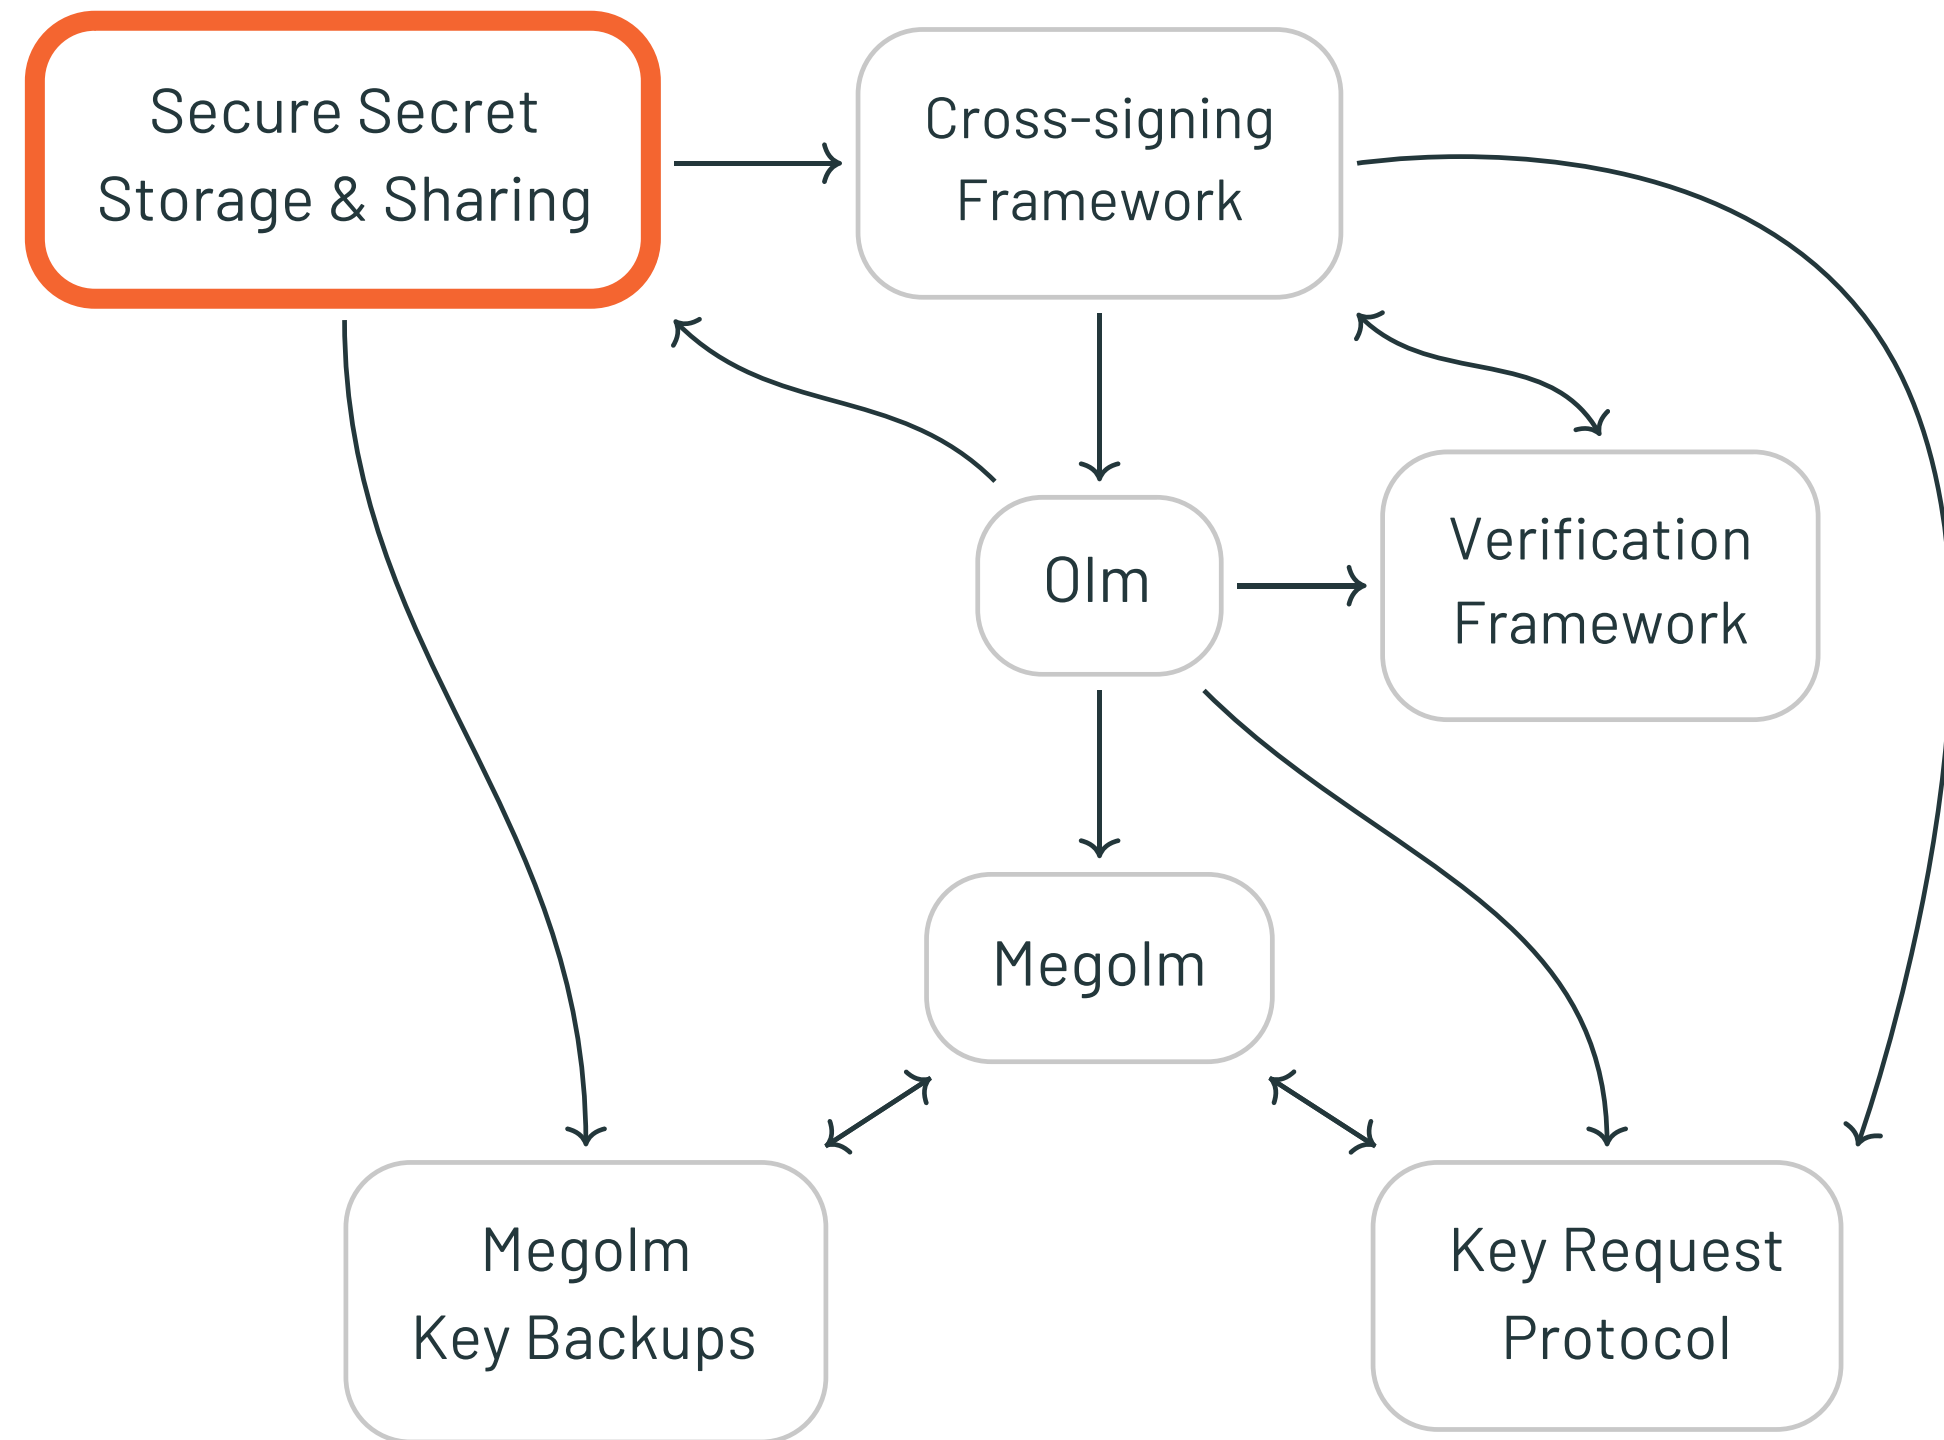 Secure Secret
Storage & Sharing
Cross-signing
Framework
Olm
Verification
Framework
Megolm
Megolm
Key Backups
Key Request
Protocol